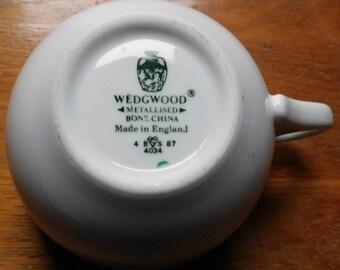 WEDGWOOD®
METALLISED
BONE CHINA
Made in England
4 S 87
4034